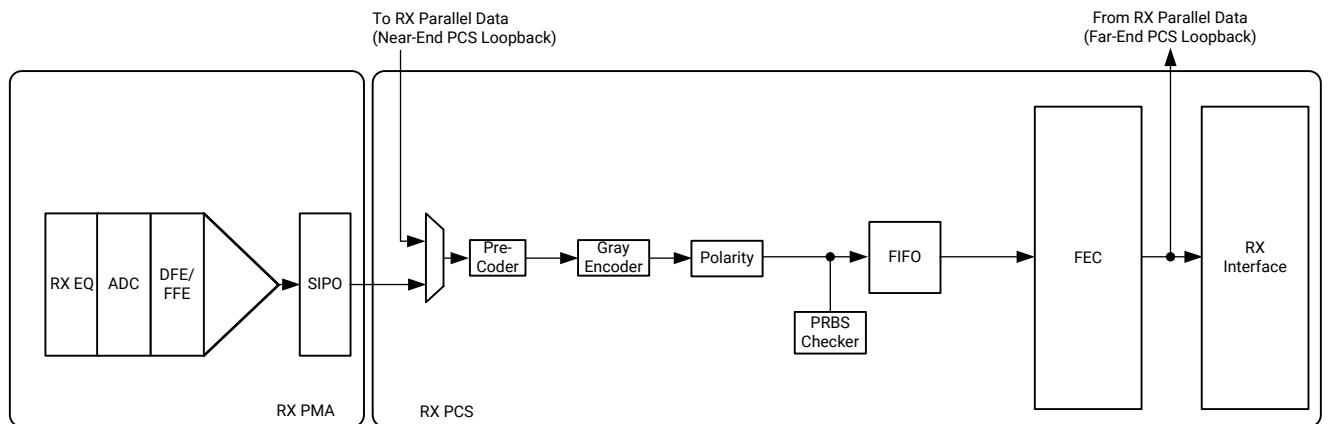 To RX Parallel Data
(Near-End PCS Loopback)
From RX Parallel Data
(Far-End PCS Loopback)
RX EQ
ADC
DFE/
FFE
SIPO
Pre-
Coder
Gray
Encoder
Polarity
PRBS
Checker
FIFO
FEC
RX
Interface
RX PMA
RX PCS